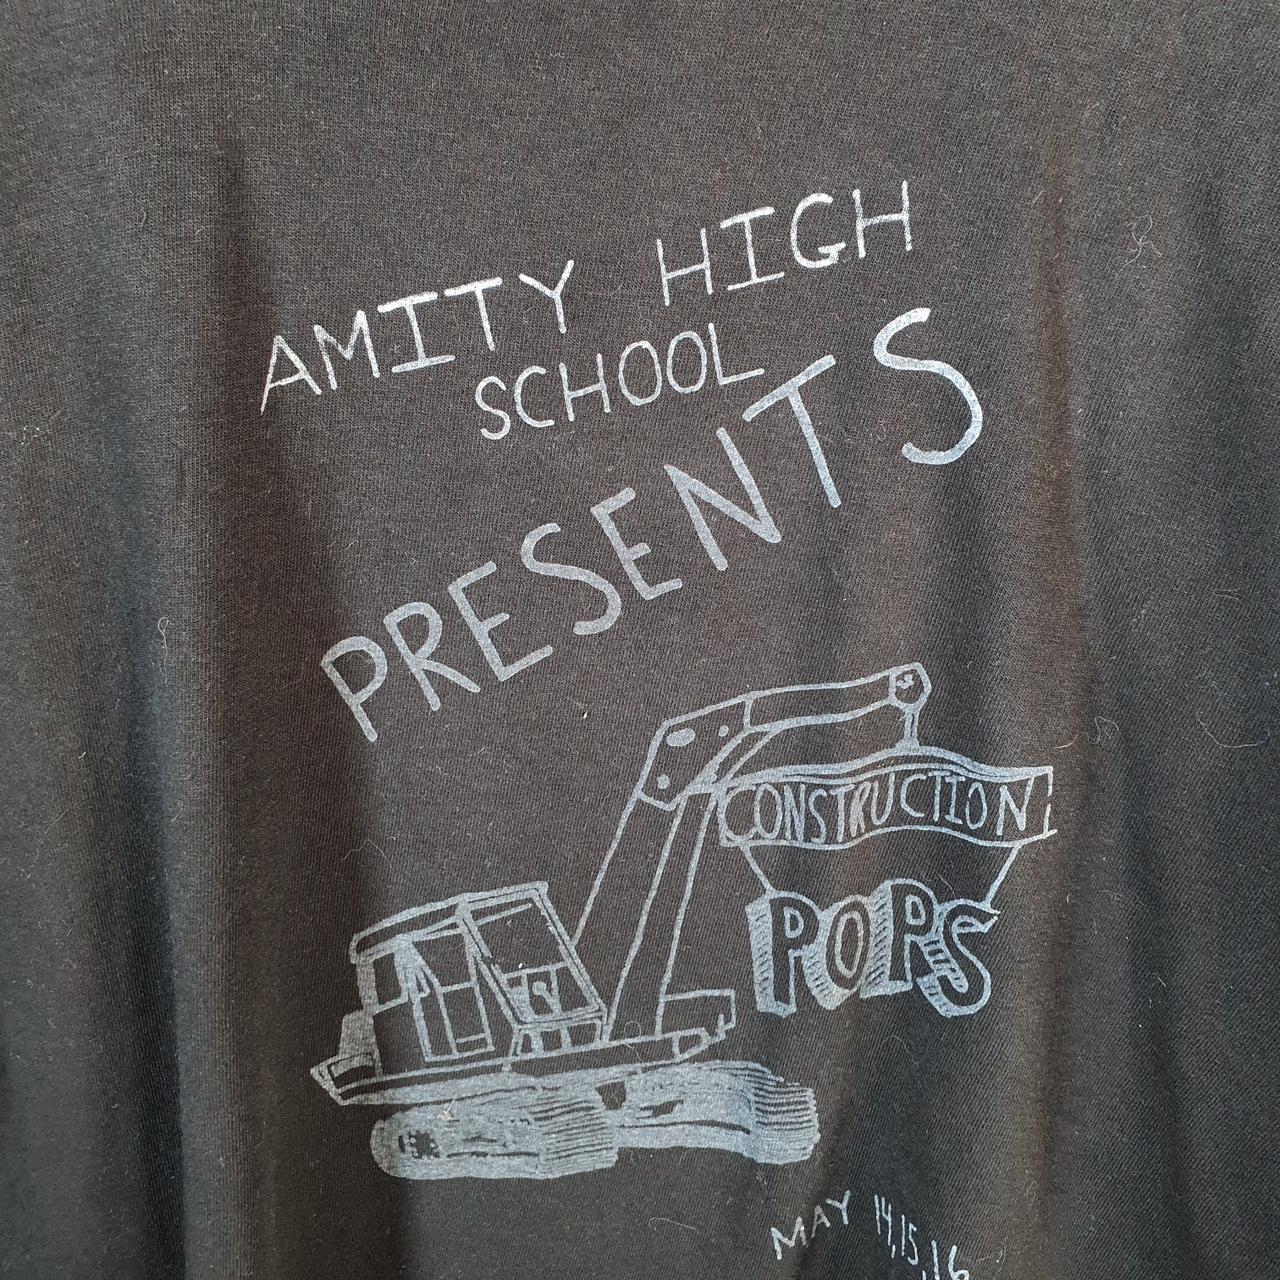 AMITY HIGH
SCHOOL
PRESENTS
CONSTRUCTION
POPS
MAY 14,15,16